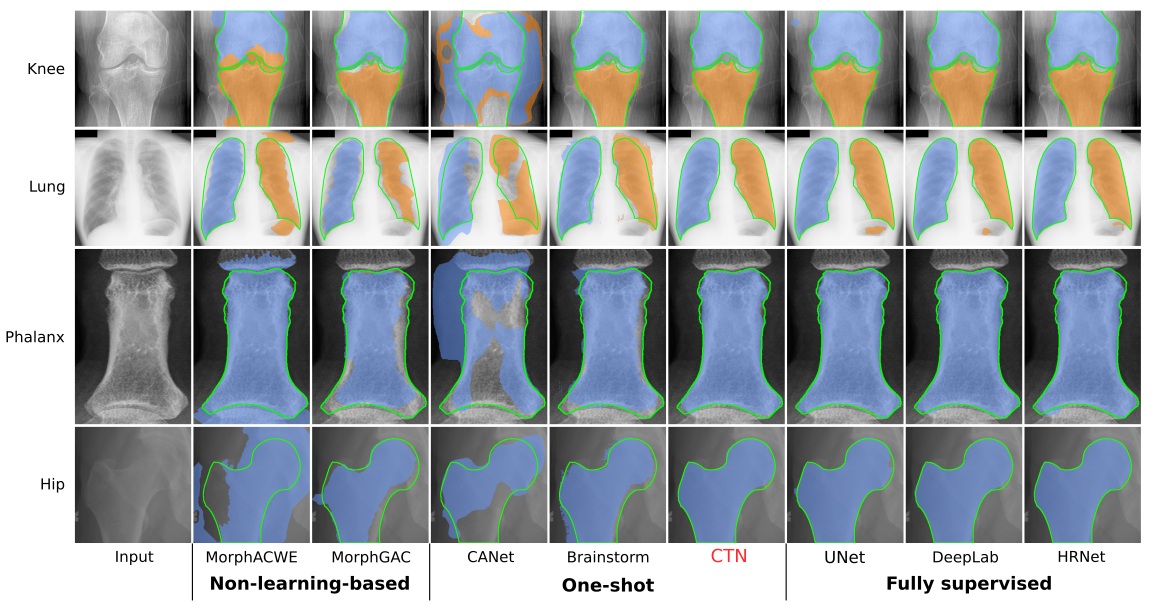 Knee
Lung
Phalanx
Hip
Input MorphACWE MorphGAC CANet Brainstorm CTN UNet DeepLab HRNet
Non-learning-based One-shot Fully supervised